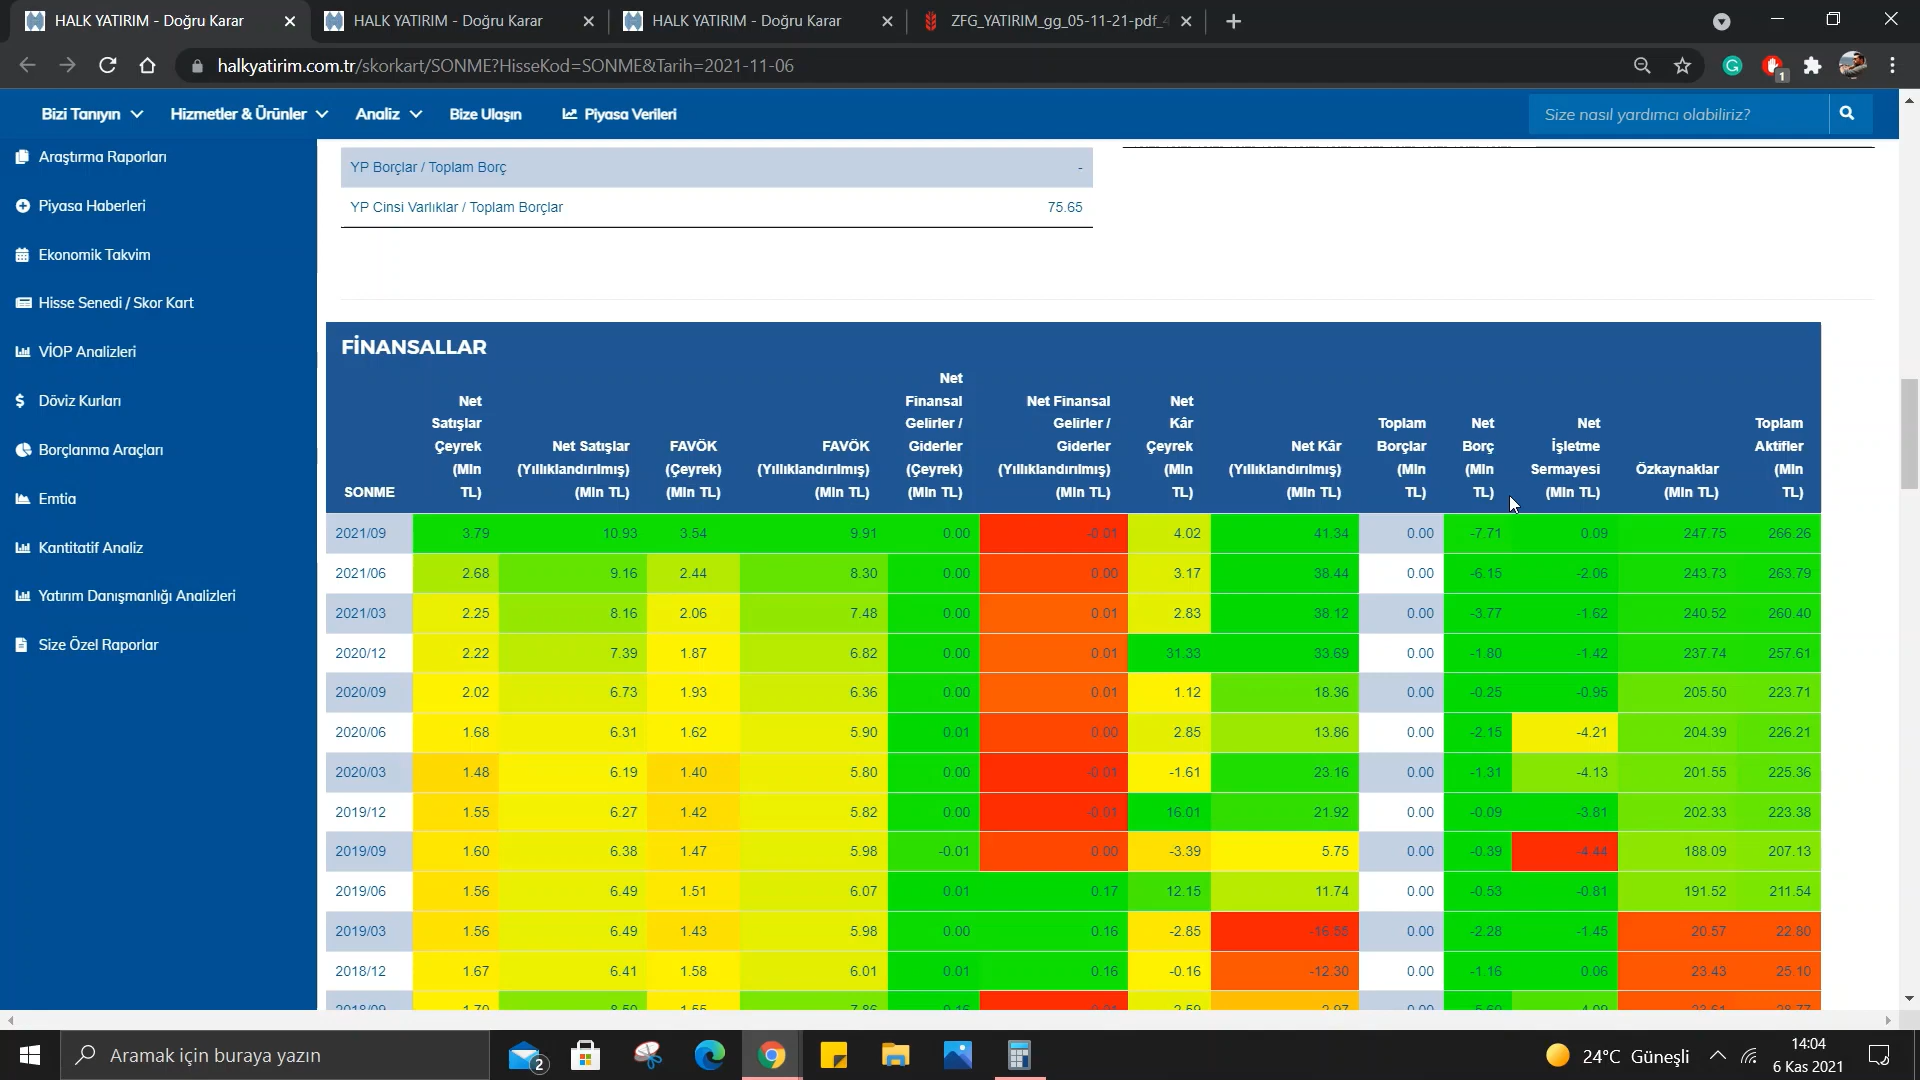 HALK YATIRIM - Doğru Karar
HALK YATIRIM - Doğru Karar
HALK YATIRIM - Doğru Karar
ZFG_YATIRIM_gg_05-11-21-pdf_
halkyatirim.com.tr/skorkart/SONME?HisseKod=SONME&Tarih=2021-11-06
1
Bizi Tanıyın Hizmetler & Ürünler Analiz Bize Ulaşın Piyasa Verileri
Size nasıl yardımcı olabiliriz?
Araştırma Raporları
Piyasa Haberleri
Ekonomik Takvim
Hisse Senedi / Skor Kart
VİOP Analizleri
Döviz Kurları
Borçlanma Araçları
Emtia
Kantitatif Analiz
Yatırım Danışmanlığı Analizleri
Size Özel Raporlar
YP Borçlar / Toplam Borç -
YP Cinsi Varlıklar / Toplam Borçlar 75.65
FİNANSALLAR
SONME
Net Satışlar Çeyrek (Mln TL)
Net Satışlar (Yıllıklandırılmış) (Mln TL)
FAVÖK (Çeyrek) (Mln TL)
FAVÖK (Yıllıklandırılmış) (Mln TL)
Net Finansal Gelirler / Giderler (Çeyrek) (Mln TL)
Net Finansal Gelirler / Giderler (Yıllıklandırılmış) (Mln TL)
Net Kâr Çeyrek (Mln TL)
Net Kâr (Yıllıklandırılmış) (Mln TL)
Toplam Borçlar (Mln TL)
Net Borç (Mln TL)
Net İşletme Sermayesi (Mln TL)
Özkaynaklar (Mln TL)
Toplam Aktifler (Mln TL)
2021/09 3.79 10.93 3.54 9.91 0.00 -0.01 4.02 41.34 0.00 -7.71 0.09 247.75 266.26
2021/06 2.68 9.16 2.44 8.30 0.00 0.00 3.17 38.44 0.00 -6.15 -2.06 243.73 263.79
2021/03 2.25 8.16 2.06 7.48 0.00 0.01 2.83 38.12 0.00 -3.77 -1.62 240.52 260.40
2020/12 2.22 7.39 1.87 6.82 0.00 0.01 31.33 33.69 0.00 -1.80 -1.42 237.74 257.61
2020/09 2.02 6.73 1.93 6.36 0.00 0.01 1.12 18.36 0.00 -0.25 -0.95 205.50 223.71
2020/06 1.68 6.31 1.62 5.90 0.01 0.00 2.85 13.86 0.00 -2.15 -4.21 204.39 226.21
2020/03 1.48 6.19 1.40 5.80 0.00 -0.01 -1.61 23.16 0.00 -1.31 -4.13 201.55 225.36
2019/12 1.55 6.27 1.42 5.82 0.00 -0.01 16.01 21.92 0.00 -0.09 -3.81 202.33 223.38
2019/09 1.60 6.38 1.47 5.98 -0.01 0.00 -3.39 5.75 0.00 -0.39 -4.44 188.09 207.13
2019/06 1.56 6.49 1.51 6.07 0.01 0.17 12.15 11.74 0.00 -0.53 -0.81 191.52 211.54
2019/03 1.56 6.49 1.43 5.98 0.00 0.16 -2.85 -16.55 0.00 -2.28 -1.45 20.57 22.80
2018/12 1.67 6.41 1.58 6.01 0.01 0.16 -0.16 -12.30 0.00 -1.16 0.06 23.43 25.10
Aramak için buraya yazın
2
24°C Güneşli
14:04
6 Kas 2021